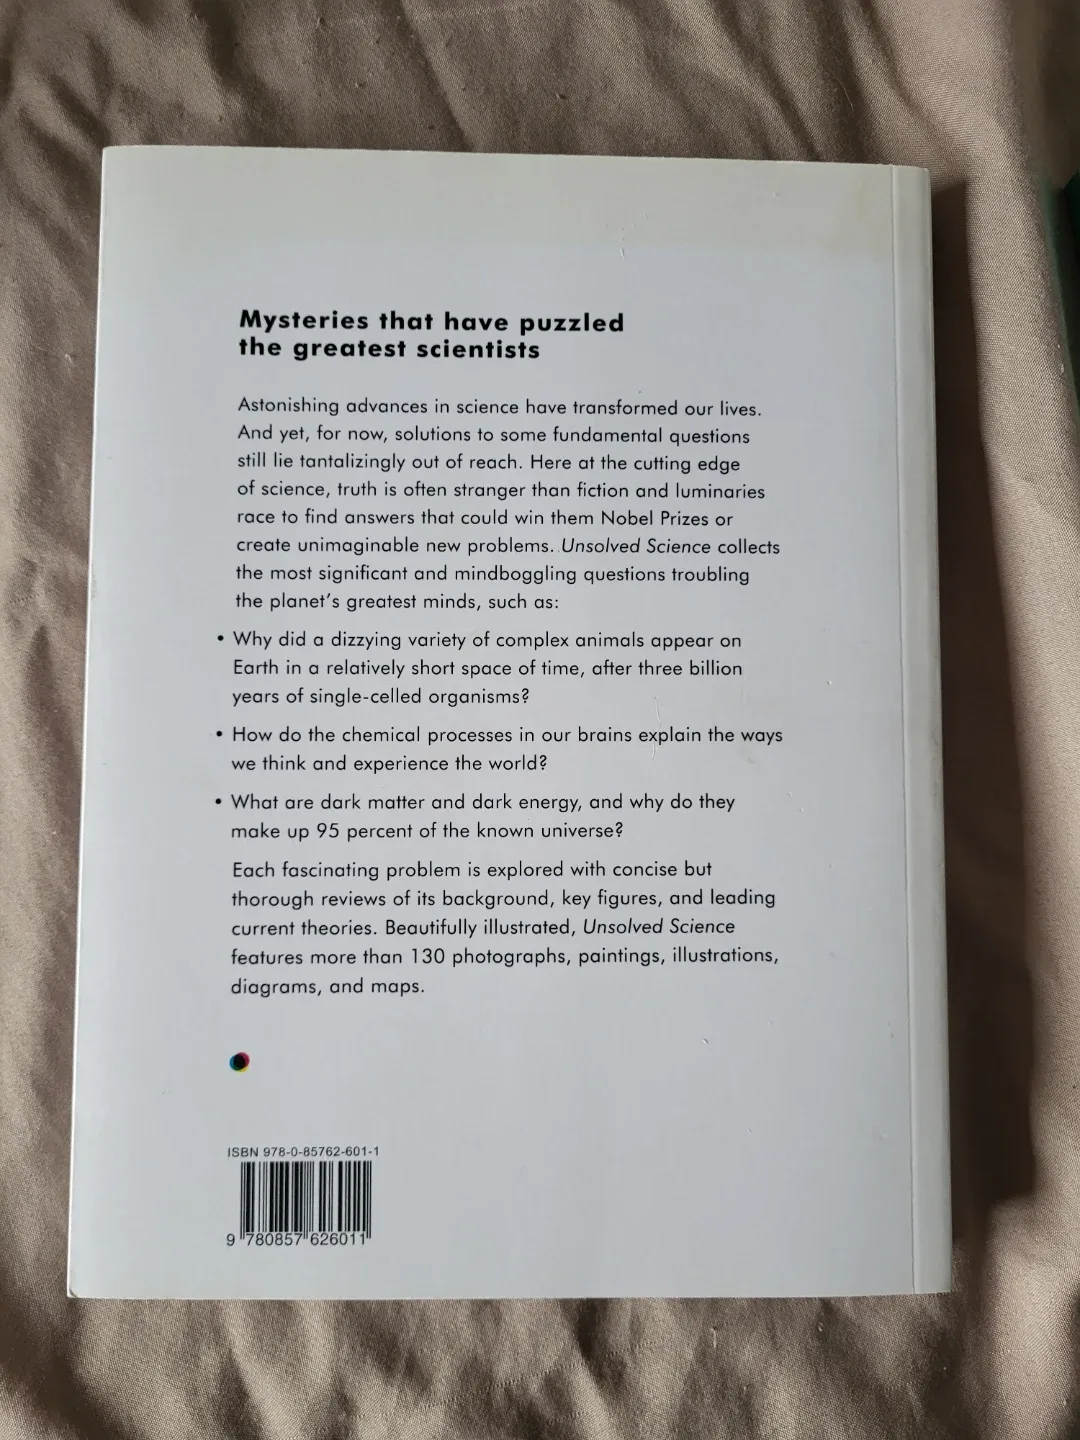 Mysteries that have puzzled
the greatest scientists
Astonishing advances in science have transformed our lives.
And yet, for now, solutions to some fundamental questions
still lie tantalizingly out of reach. Here at the cutting edge
of science, truth is often stranger than fiction and luminaries
race to find answers that could win them Nobel Prizes or
create unimaginable new problems. Unsolved Science collects
the most significant and mindboggling questions troubling
the planet's greatest minds, such as:
• Why did a dizzying variety of complex animals appear on
Earth in a relatively short space of time, after three billion
years of single-celled organisms?
• How do the chemical processes in our brains explain the ways
we think and experience the world?
• What are dark matter and dark energy, and why do they
make up 95 percent of the known universe?
Each fascinating problem is explored with concise but
thorough reviews of its background, key figures, and leading
current theories. Beautifully illustrated, Unsolved Science
features more than 130 photographs, paintings, illustrations,
diagrams, and maps.
ISBN 978-0-85762-601-1
9 780857 626011